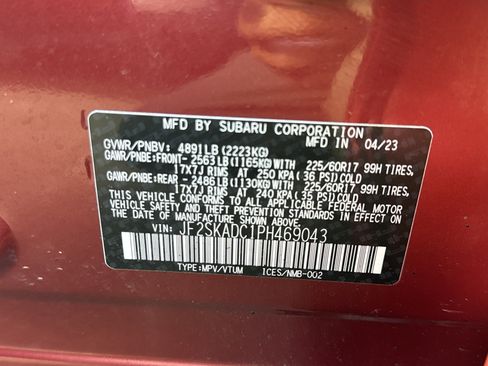 MFD BY SUBARU CORPORATION MFD IN 04/23
GVWR/PNBV: 4891LB(2223KG)
GAWR/PNBE:FRONT-2563LB(1165KG)WITH 225/60R17 99H TIRES,
17X7J RIMS AT 250 KPA(36 PSI)COLD
GAWR/PNBE:REAR -2486LB(1130KG)WITH 225/60R17 99H TIRES,
17X7J RIMS AT 240 KPA(35 PSI)COLD
THIS VEHICLE CONFORMS TO ALL APPLICABLE FEDERAL MOTOR
VEHICLE SAFETY STANDARDS IN EFFECT ON THE
DATE OF MANUFACTURE SHOWN ABOVE.
VIN: JF2SKADC1PH469043
TYPE:MPV/VTUM ICES/NMB-002